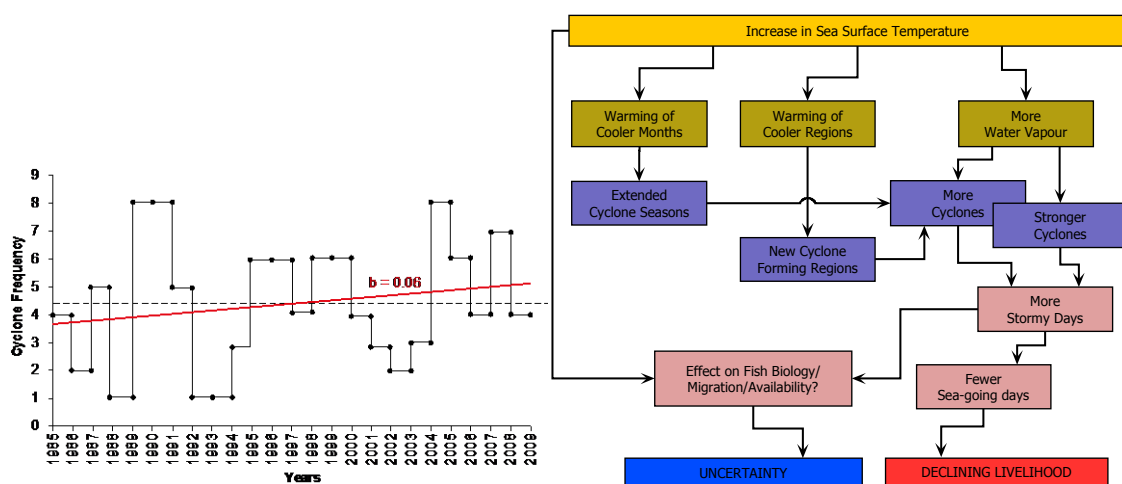 Increase in Sea Surface Temperature
Warming of
Cooler Months
Warming of
Cooler Regions
More
Water Vapour
Extended
Cyclone Seasons
More
Cyclones
Stronger
Cyclones
New Cyclone
Forming Regions
More
Stormy Days
Effect on Fish Biology/
Migration/Availability?
Fewer
Sea-going days
UNCERTAINTY
DECLINING LIVELIHOOD
Cyclone Frequency
9
8
7
6
5
4
3
2
1
0
b = 0.06
1985
1986
1987
1988
1989
1990
1991
1992
1993
1994
1995
1996
1997
1998
1999
2000
2001
2002
2003
2004
2005
2006
2007
2008
2009
Years